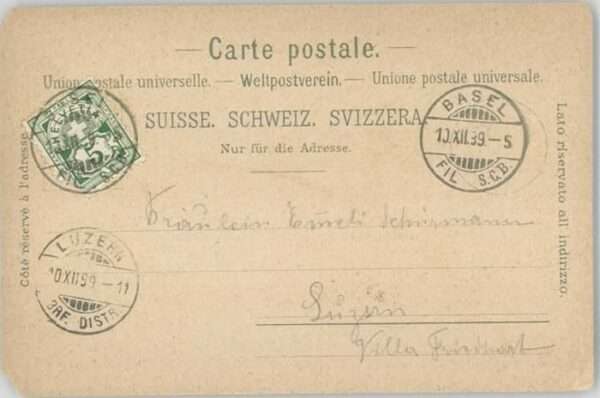 — Carte postale. —
Union postale universelle. — Weltpostverein. — Unione postale universale.
SUISSE. SCHWEIZ. SVIZZERA.
Nur für die Adresse.
Côté réservé à l'adresse.
Lato riservato all' indirizzo.
HELVETIA
5
FIL S.C.B.
BASEL
10.XII.99.-5
FIL S.C.B.
LUZERN
10.XII.99.-11
BRF. DISTR.
Fräulein Schürmann
Luzern
Villa